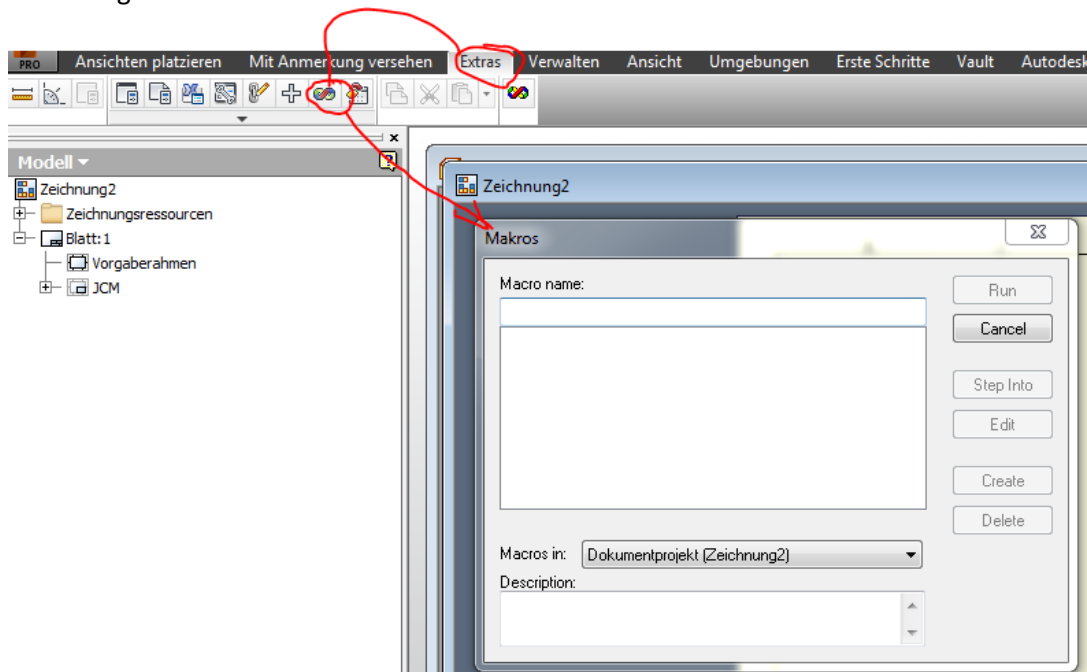 PRO Ansichten platzieren Mit Anmerkung versehen Extras Verwalten Ansicht Umgebungen Erste Schritte Vault Autodesk
Modell
Zeichnung2
Zeichnungsressourcen
Blatt:1
Vorgaberahmen
JCM
Zeichnung2
Makros
Macro name:
Run
Cancel
Step Into
Edit
Create
Delete
Macros in: Dokumentprojekt (Zeichnung2)
Description: